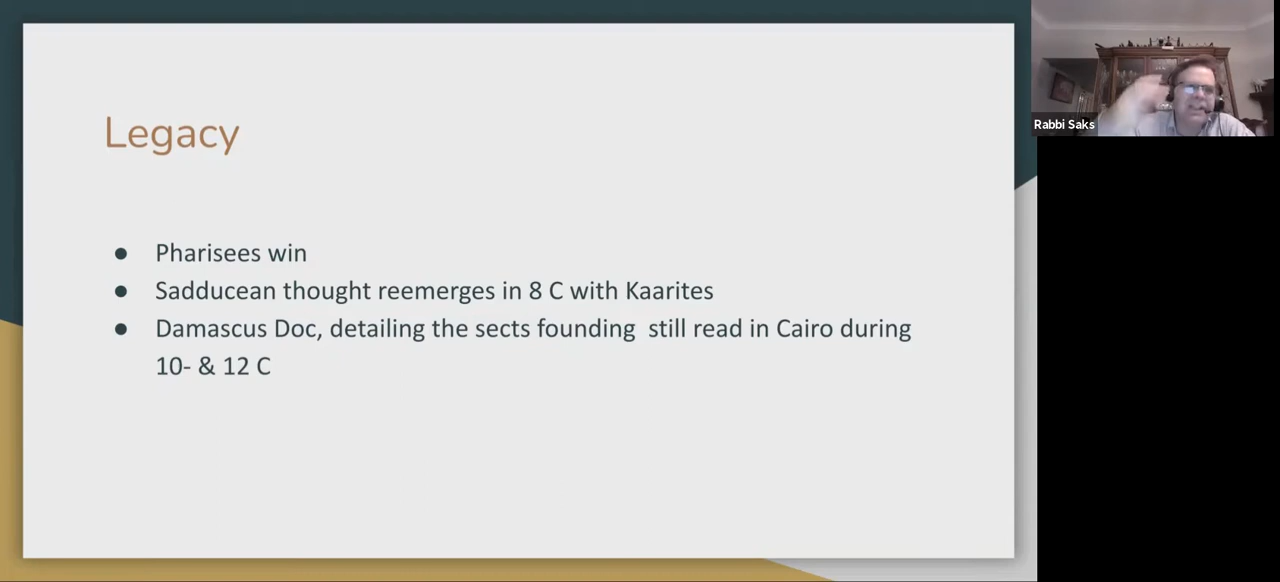 Legacy
● Pharisees win
● Sadducean thought reemerges in 8 C with Kaarites
● Damascus Doc, detailing the sects founding  still read in Cairo during
10- & 12 C
Rabbi Saks